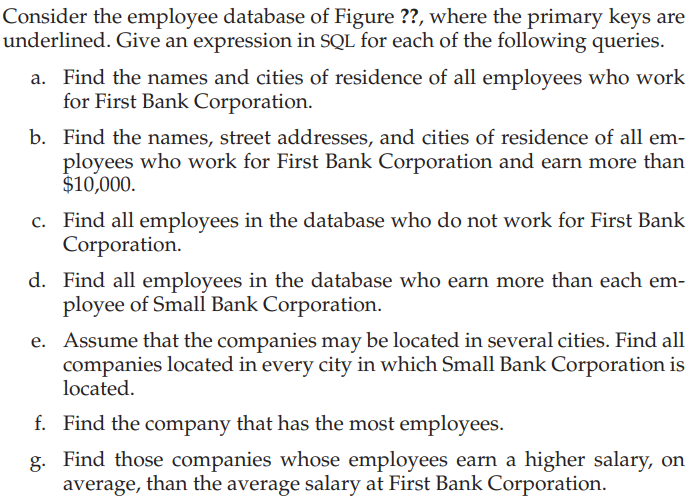 Consider the employee database of Figure ??, where the primary keys are
underlined. Give an expression in SQL for each of the following queries.
a. Find the names and cities of residence of all employees who work
for First Bank Corporation.
b. Find the names, street addresses, and cities of residence of all em-
ployees who work for First Bank Corporation and earn more than
$10,000.
c. Find all employees in the database who do not work for First Bank
Corporation.
d. Find all employees in the database who earn more than each em-
ployee of Small Bank Corporation.
e. Assume that the companies may be located in several cities. Find all
companies located in every city in which Small Bank Corporation is
located.
f. Find the company that has the most employees.
g. Find those companies whose employees earn a higher salary, on
average, than the average salary at First Bank Corporation.